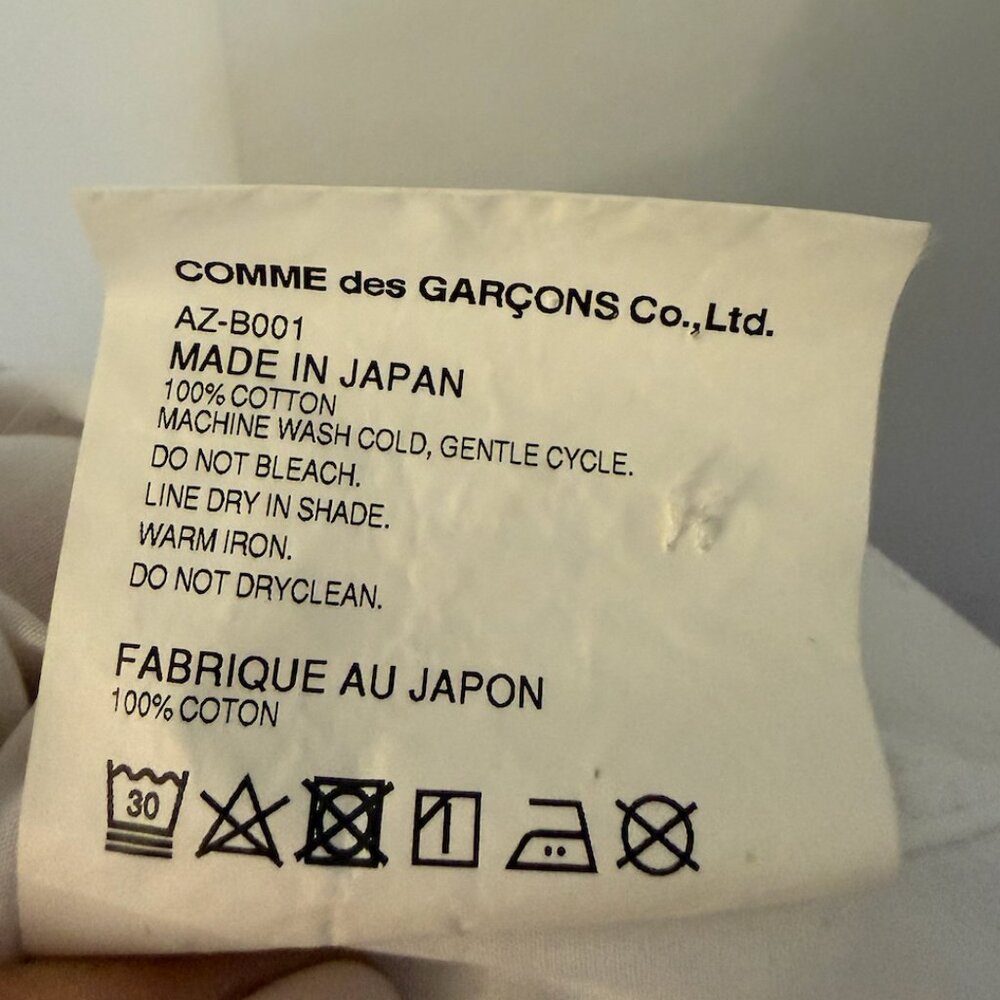 COMME des GARÇONS Co.,Ltd.
AZ-B001
MADE IN JAPAN
100% COTTON
MACHINE WASH COLD, GENTLE CYCLE.
DO NOT BLEACH.
LINE DRY IN SHADE.
WARM IRON.
DO NOT DRYCLEAN.
FABRIQUE AU JAPON
100% COTON
30